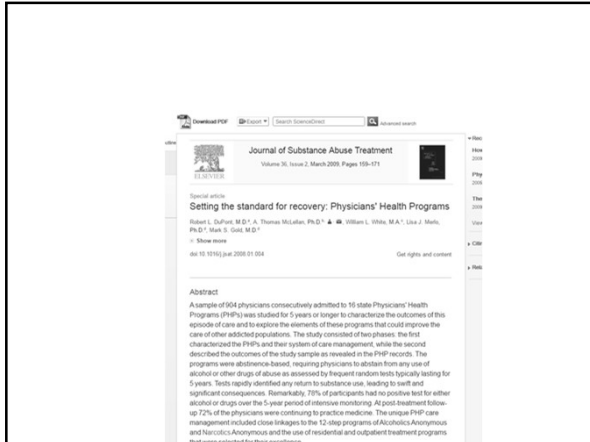 Download PDF Export Search ScienceDirect Advanced search
Journal of Substance Abuse Treatment
Volume 36, Issue 2, March 2009, Pages 159–171
ELSEVIER
Special article
Setting the standard for recovery: Physicians' Health Programs
Robert L. DuPont, M.D.a, A. Thomas McLellan, Ph.D.b, William L. White, M.A.c, Lisa J. Merlo,
Ph.D.d, Mark S. Gold, M.D.d
Show more
doi:10.1016/j.jsat.2008.01.004 Get rights and content
Abstract
A sample of 904 physicians consecutively admitted to 16 state Physicians' Health
Programs (PHPs) was studied for 5 years or longer to characterize the outcomes of this
episode of care and to explore the elements of these programs that could improve the
care of other addicted populations. The study consisted of two phases: the first
characterized the PHPs and their system of care management, while the second
described the outcomes of the study sample as revealed in the PHP records. The
programs were abstinence-based, requiring physicians to abstain from any use of
alcohol or other drugs of abuse as assessed by frequent random tests typically lasting for
5 years. Tests rapidly identified any return to substance use, leading to swift and
significant consequences. Remarkably, 78% of participants had no positive test for either
alcohol or drugs over the 5-year period of intensive monitoring. At post-treatment follow-
up 72% of the physicians were continuing to practice medicine. The unique PHP care
management included close linkages to the 12-step programs of Alcoholics Anonymous
and Narcotics Anonymous and the use of residential and outpatient treatment programs
that were selected for their excellence.